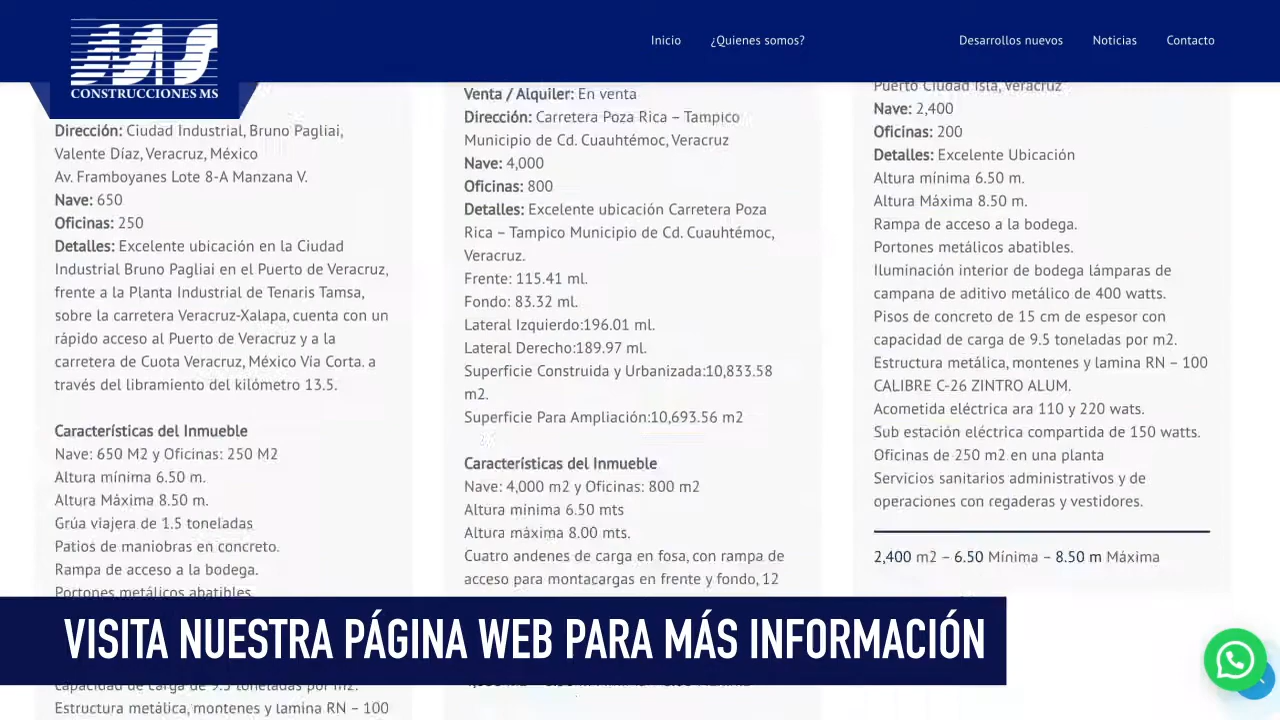 MS
CONSTRUCCIONES MS
Inicio
¿Quienes somos?
Desarrollos nuevos
Noticias
Contacto
Dirección: Ciudad Industrial, Bruno Pagliai,
Valente Díaz, Veracruz, México
Av. Framboyanes Lote 8-A Manzana V.
Nave: 650
Oficinas: 250
Detalles: Excelente ubicación en la Ciudad
Industrial Bruno Pagliai en el Puerto de Veracruz,
frente a la Planta Industrial de Tenaris Tamsa,
sobre la carretera Veracruz-Xalapa, cuenta con un
rápido acceso al Puerto de Veracruz y a la
carretera de Cuota Veracruz, México Via Corta. a
través del libramiento del kilómetro 13.5.
Características del Inmueble
Nave: 650 M2 y Oficinas: 250 M2
Altura mínima 6.50 m.
Altura Máxima 8.50 m.
Grúa viajera de 1.5 toneladas
Patios de maniobras en concreto.
Rampa de acceso a la bodega.
Portones metálicos abatibles.
capacidad de carga de 9.5 toneladas por m2.
Estructura metálica, montenes y lamina RN – 100
Venta / Alquiler: En venta
Dirección: Carretera Poza Rica – Tampico
Municipio de Cd. Cuauhtémoc, Veracruz
Nave: 4,000
Oficinas: 800
Detalles: Excelente ubicación Carretera Poza
Rica – Tampico Municipio de Cd. Cuauhtémoc,
Veracruz.
Frente: 115.41 ml.
Fondo: 83.32 ml.
Lateral Izquierdo:196.01 ml.
Lateral Derecho:189.97 ml.
Superficie Construida y Urbanizada:10,833.58
m2.
Superficie Para Ampliación:10,693.56 m2
Características del Inmueble
Nave: 4,000 m2 y Oficinas: 800 m2
Altura mínima 6.50 mts
Altura máxima 8.00 mts.
Cuatro andenes de carga en fosa, con rampa de
acceso para montacargas en frente y fondo, 12
Puerto Ciudad Isla, Veracruz
Nave: 2,400
Oficinas: 200
Detalles: Excelente Ubicación
Altura mínima 6.50 m.
Altura Máxima 8.50 m.
Rampa de acceso a la bodega.
Portones metálicos abatibles.
Iluminación interior de bodega lámparas de
campana de aditivo metálico de 400 watts.
Pisos de concreto de 15 cm de espesor con
capacidad de carga de 9.5 toneladas por m2.
Estructura metálica, montenes y lamina RN – 100
CALIBRE C-26 ZINTRO ALUM.
Acometida eléctrica ara 110 y 220 wats.
Sub estación eléctrica compartida de 150 watts.
Oficinas de 250 m2 en una planta
Servicios sanitarios administrativos y de
operaciones con regaderas y vestidores.
2,400 m2 – 6.50 Mínima – 8.50 m Máxima
VISITA NUESTRA PÁGINA WEB PARA MÁS INFORMACIÓN